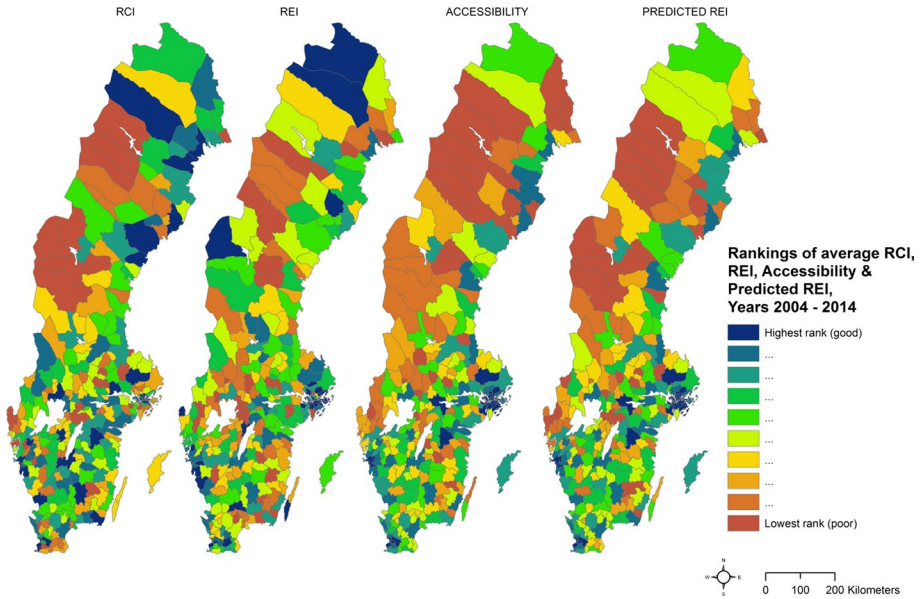 RCI
REI
ACCESSIBILITY
PREDICTED REI
Rankings of average RCI,
REI, Accessibility &
Predicted REI,
Years 2004 - 2014
Highest rank (good)
...
...
...
...
...
...
...
...
Lowest rank (poor)
N
W E
S
0 100 200 Kilometers